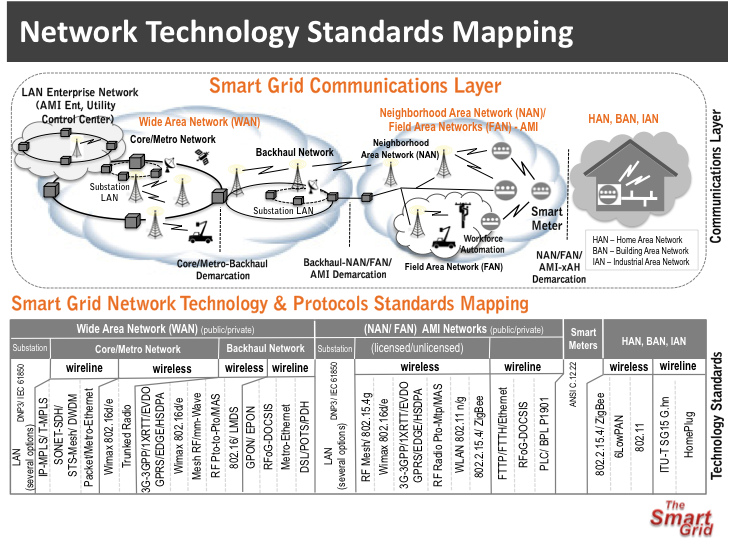 Network Technology Standards Mapping
Smart Grid Communications Layer
LAN Enterprise Network
(AMI Ent, Utility
Control Center)
Wide Area Network (WAN)
Core/Metro Network
Backhaul Network
Neighborhood Area Network (NAN)/
Field Area Networks (FAN) - AMI
HAN, BAN, IAN
Neighborhood
Area Network (NAN)
Substation
LAN
Substation LAN
Smart
Meter
Workforce
Automation
Field Area Network (FAN)
Core/Metro-Backhaul
Demarcation
Backhaul-NAN/FAN/
AMI Demarcation
NAN/FAN/
AMI-xAH
Demarcation
HAN – Home Area Network
BAN – Building Area Network
IAN – Industrial Area Network
Communications Layer
Smart Grid Network Technology & Protocols Standards Mapping
Wide Area Network (WAN) (public/private)
(NAN/ FAN) AMI Networks (public/private)
Smart
Meters
HAN, BAN, IAN
Substation
Core/Metro Network
Backhaul Network
Substation
(licensed/unlicensed)
wireline
wireless
wireless
wireline
wireless
wireline
wireless
wireline
DNP3/ IEC 61850
LAN
(several options)
IP-MPLS/ T-MPLS
SONET-SDH/
STS-Mesh/ DWDM
Packet/Metro-Ethernet
Wimax 802.16d/e
Trunked Radio
3G-3GPP/1XRTT/EVDO
GPRS/EDGE/HSDPA
Wimax 802.16d/e
Mesh RF/mm-Wave
RF Pto-to-Pto/MAS
802.16/ LMDS
GPON/ EPON
RFoG-DOCSIS
Metro-Ethernet
DSL/POTS/PDH
DNP3/ IEC 61850
LAN
(several options)
RF Mesh/ 802.15.4g
Wimax 802.16d/e
3G-3GPP/1XRTT/EVDO
GPRS/EDGE/HSDPA
RF Radio Pto-Mtp/MAS
WLAN 802.11 n/g
802.2.15.4/ ZigBee
FTTP/FTTH/Ethernet
RFoG-DOCSIS
PLC/ BPL P1901
ANSI C. 12.22
802.2.15.4/ ZigBee
6LowPAN
802.11
ITU-T SG15 G.hn
HomePlug
Technology Standards
The
Smart
Grid